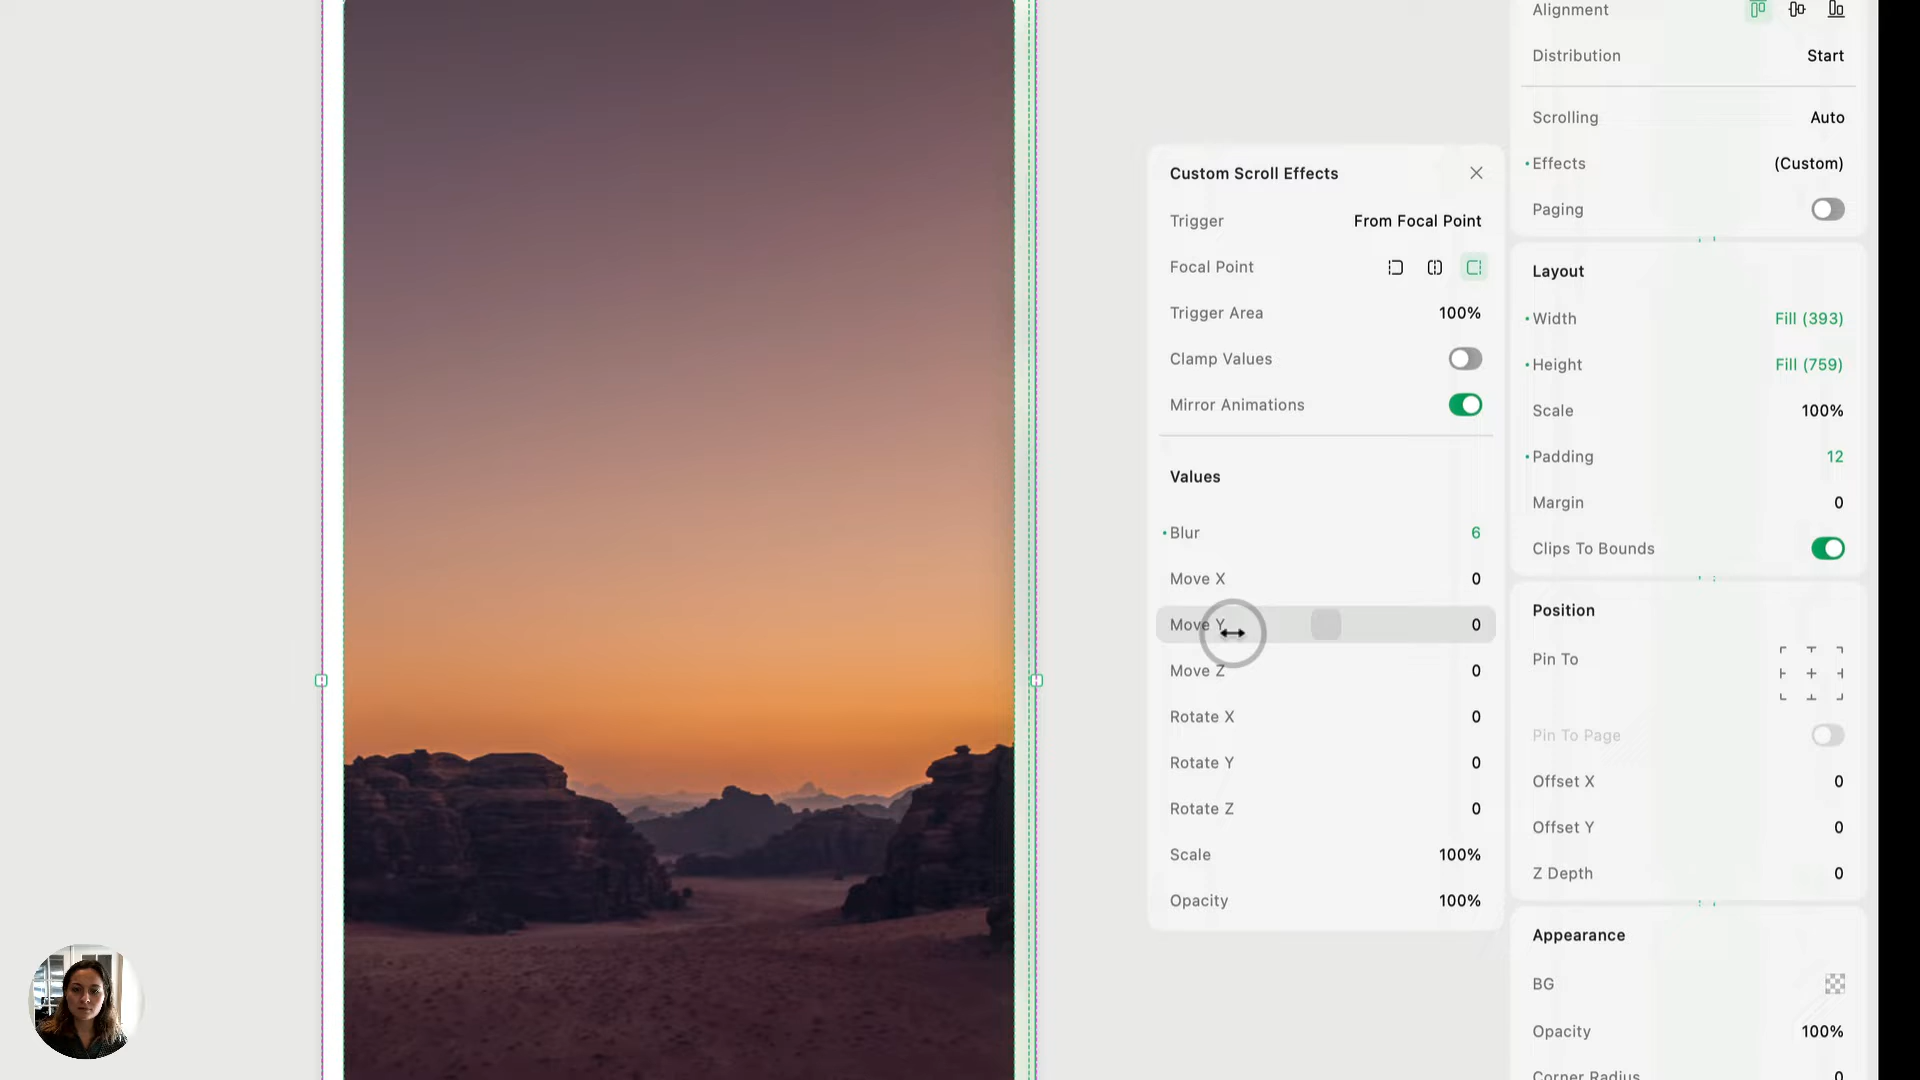 Custom Scroll Effects
Trigger From Focal Point
Focal Point
Trigger Area 100%
Clamp Values
Mirror Animations
Values
Blur 6
Move X 0
Move Y 0
Move Z 0
Rotate X 0
Rotate Y 0
Rotate Z 0
Scale 100%
Opacity 100%
Alignment
Distribution Start
Scrolling Auto
Effects (Custom)
Paging
Layout
Width Fill (393)
Height Fill (759)
Scale 100%
Padding 12
Margin 0
Clips To Bounds
Position
Pin To
Pin To Page
Offset X 0
Offset Y 0
Z Depth 0
Appearance
BG
Opacity 100%
Corner Radius 0